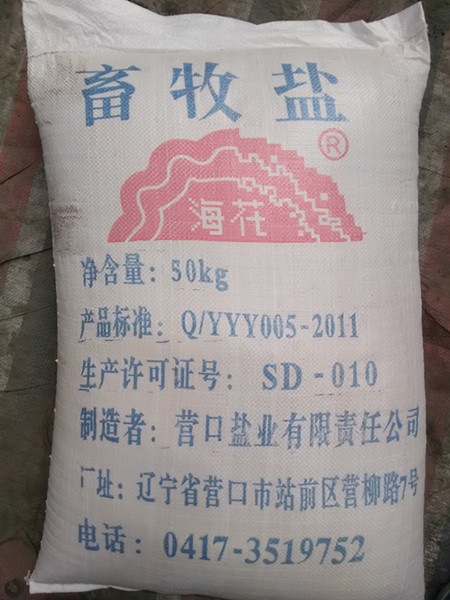 畜牧盐
®
海花
净含量：50kg
产品标准：Q/YYY005-2011
生产许可证号：SD-010
制造者：营口盐业有限责任公司
厂址：辽宁省营口市站前区营柳路7号
电话：0417-3519752